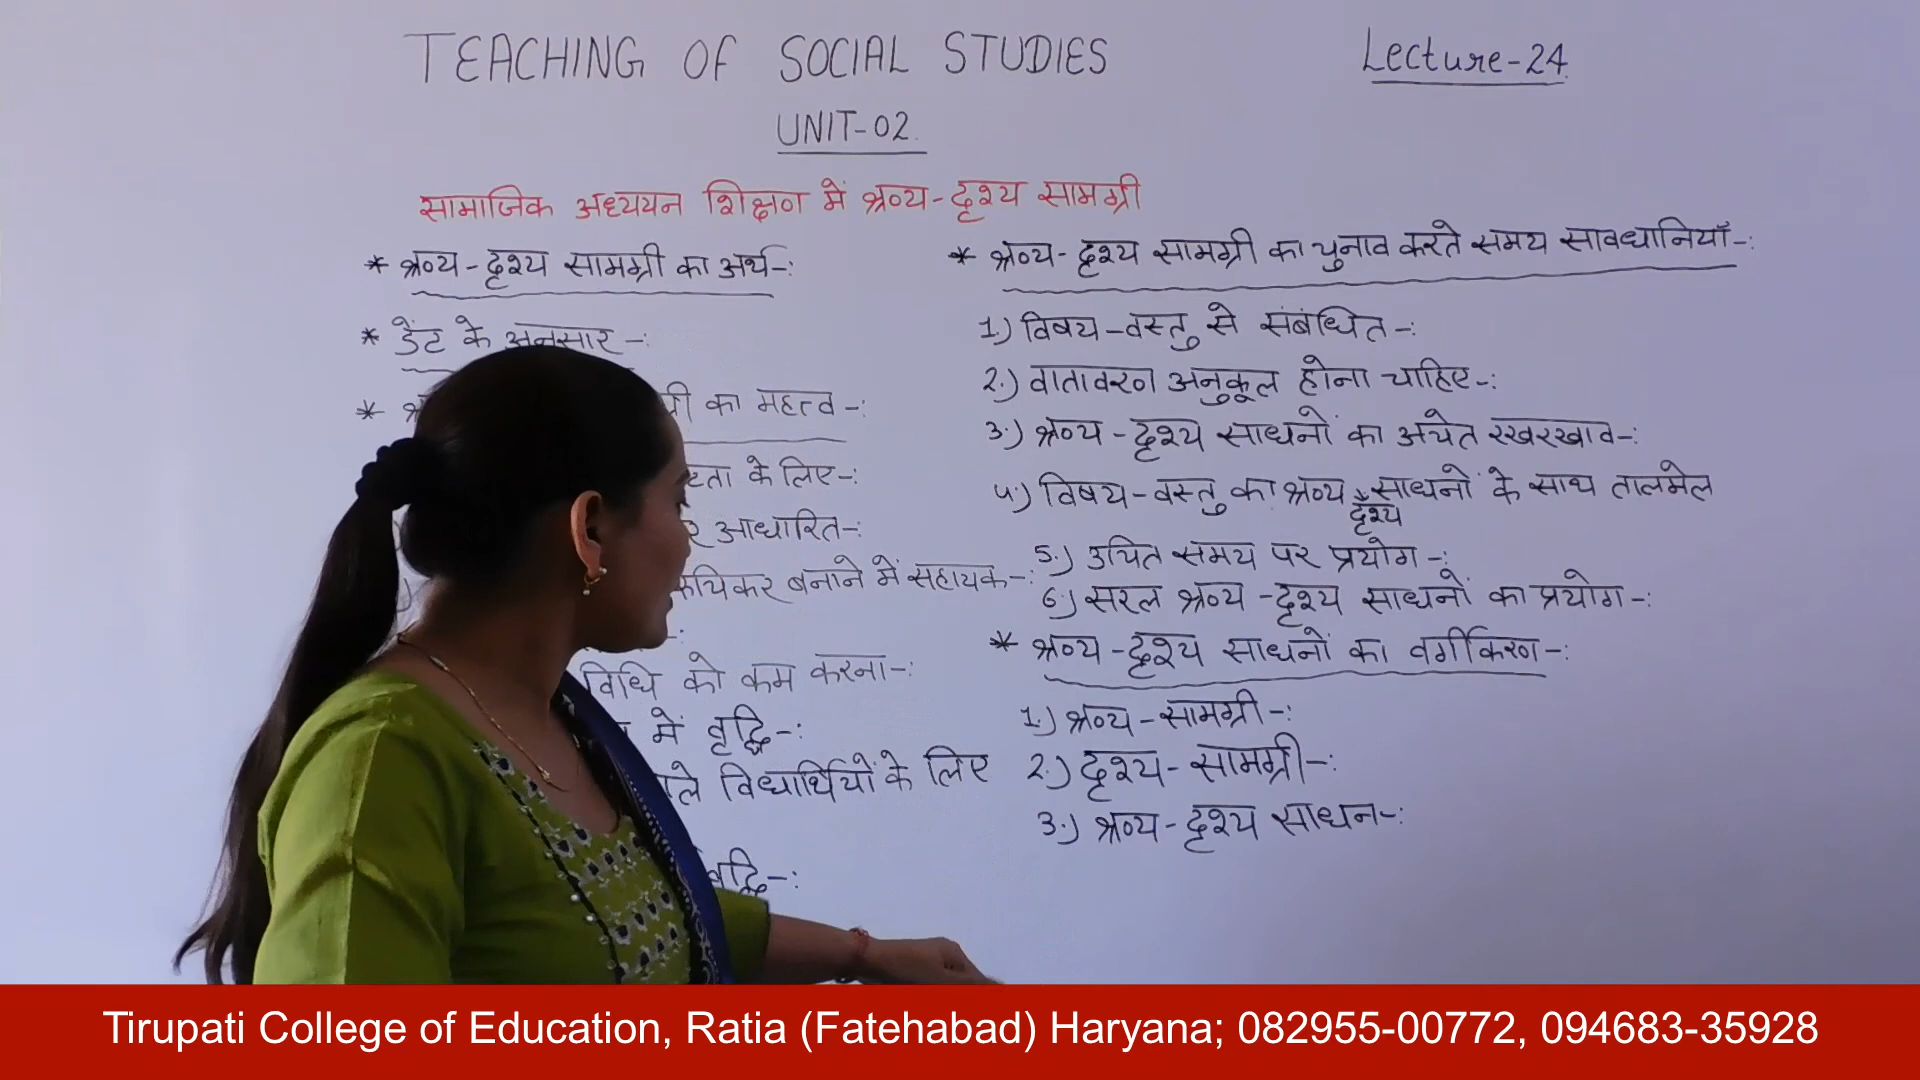 TEACHING OF SOCIAL STUDIES
Lecture-24.
UNIT-02.
सामाजिक अध्ययन शिक्षण में श्रव्य-दृश्य सामग्री
* श्रव्य-दृश्य सामग्री का अर्थ-:
* डेंट के अनुसार-:
* का महत्व-:
के लिए-:
आधारित-:
बनाने में सहायक-:
विधि को कम करना-:
में वृद्धि-:
विद्यार्थियों के लिए
वृद्धि-:
* श्रव्य-दृश्य सामग्री का चुनाव करते समय सावधानियाँ-:
1.) विषय-वस्तु से संबंधित-:
2.) वातावरण अनुकूल होना चाहिए-:
3.) श्रव्य-दृश्य साधनों का उचित रखरखाव-:
4.) विषय-वस्तु का श्रव्य दृश्य साधनों के साथ तालमेल
5.) उचित समय पर प्रयोग-:
6.) सरल श्रव्य-दृश्य साधनों का प्रयोग-:
* श्रव्य-दृश्य साधनों का वर्गीकरण-:
1.) श्रव्य-सामग्री-:
2.) दृश्य-सामग्री-:
3.) श्रव्य-दृश्य साधन-:
Tirupati College of Education, Ratia (Fatehabad) Haryana; 082955-00772, 094683-35928